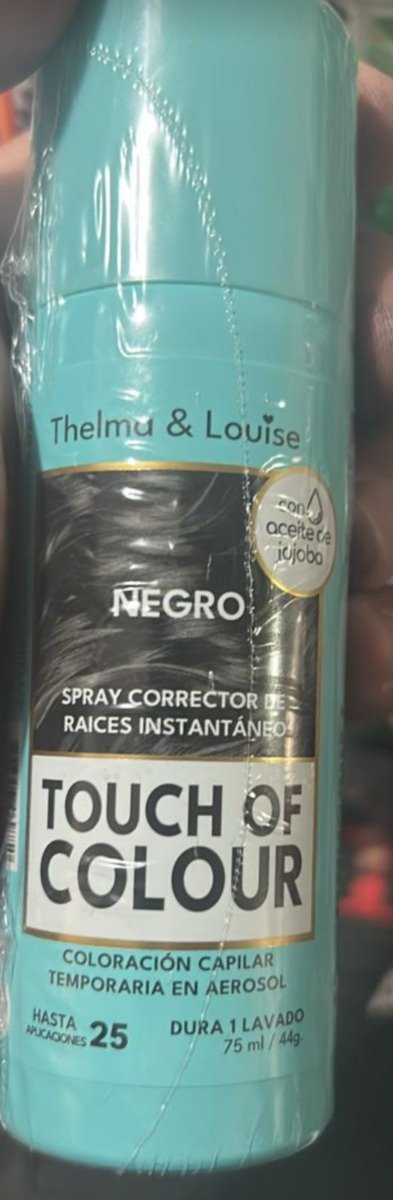 Thelma & Louise
con
aceite de
jojoba
NEGRO
SPRAY CORRECTOR DE
RAICES INSTANTÁNEO
TOUCH OF
COLOUR
COLORACIÓN CAPILAR
TEMPORARIA EN AEROSOL
HASTA
APLICACIONES 25
DURA 1 LAVADO
75 ml / 44g.